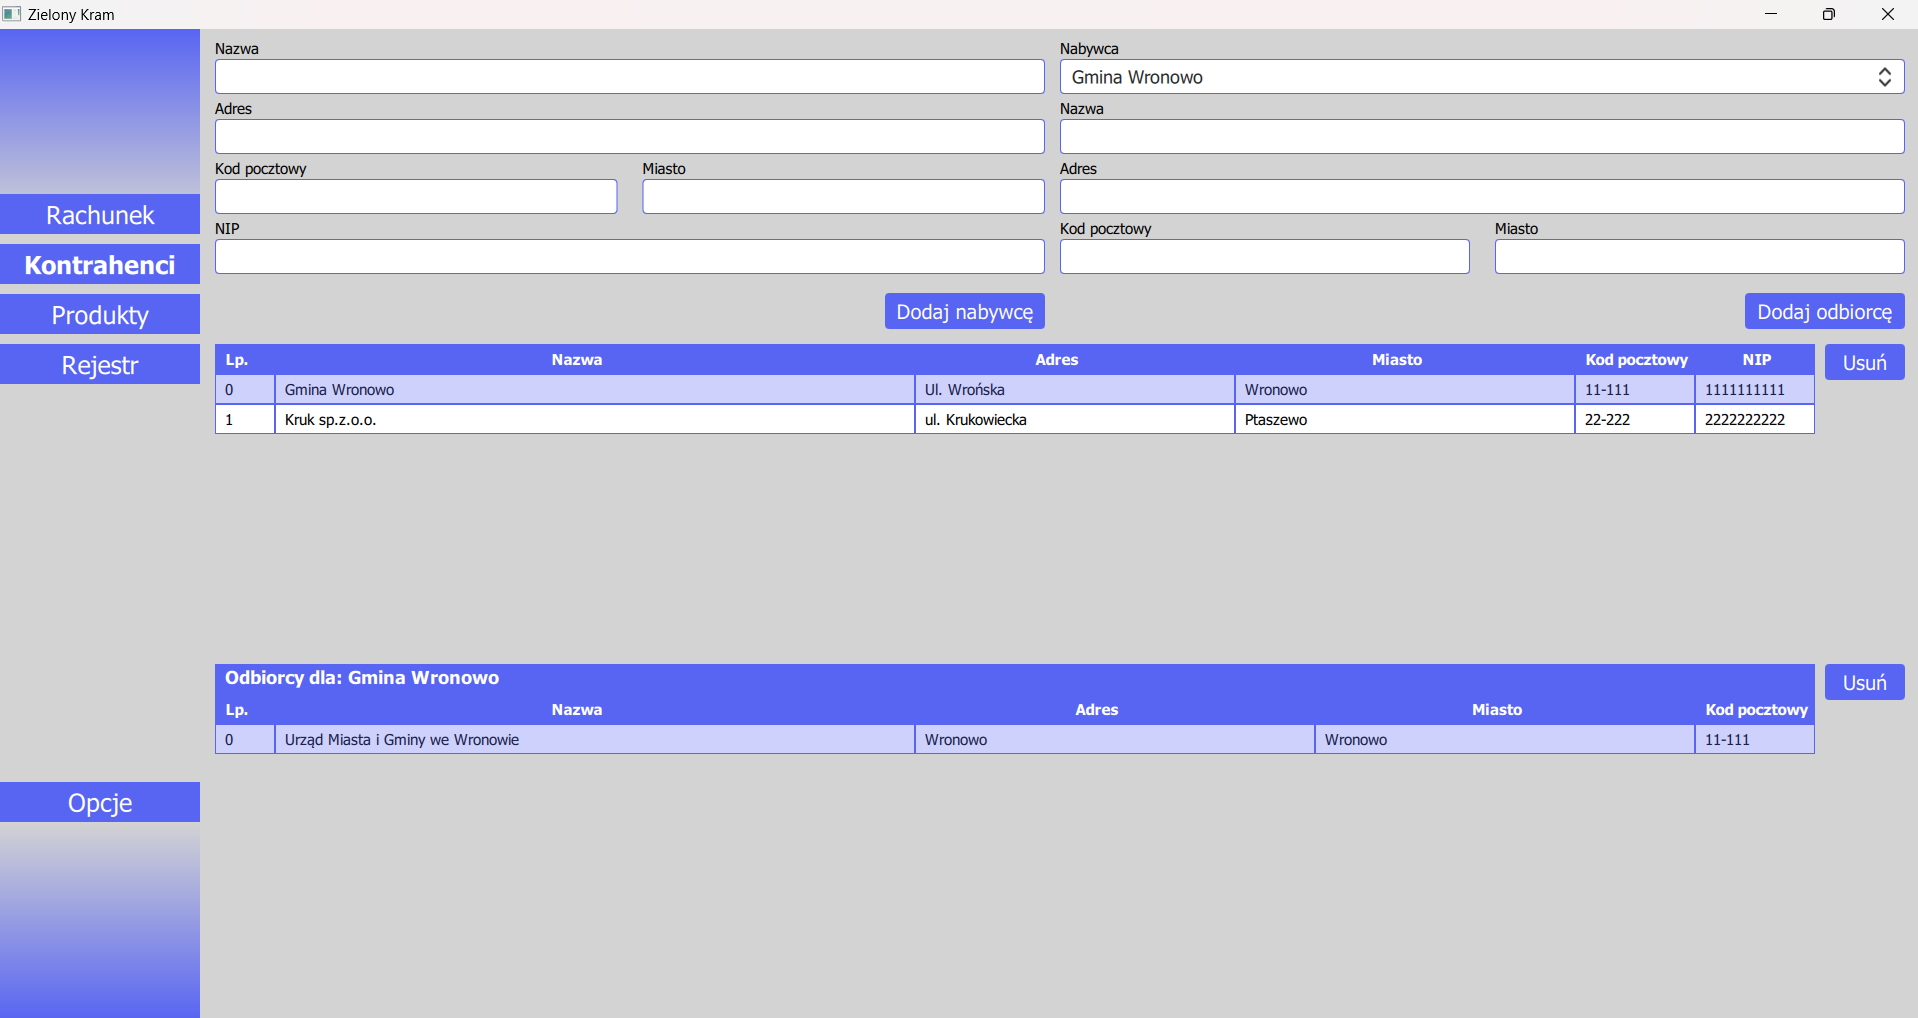 Zielony Kram
Nazwa
Nabywca
Gmina Wronowo
Adres
Nazwa
Kod pocztowy
Miasto
Adres
NIP
Kod pocztowy
Miasto
Rachunek
Kontrahenci
Produkty
Rejestr
Opcje
Dodaj nabywcę
Dodaj odbiorcę
Lp. Nazwa Adres Miasto Kod pocztowy NIP
0 Gmina Wronowo Ul. Wrońska Wronowo 11-111 1111111111
1 Kruk sp.z.o.o. ul. Krukowiecka Ptaszewo 22-222 2222222222
Usuń
Odbiorcy dla: Gmina Wronowo
Lp. Nazwa Adres Miasto Kod pocztowy
0 Urząd Miasta i Gminy we Wronowie Wronowo Wronowo 11-111
Usuń